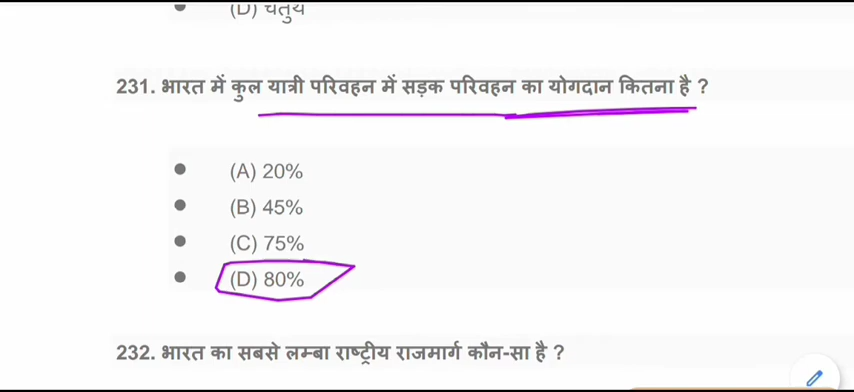 (D) चतुर्थ
231. भारत में कुल यात्री परिवहन में सड़क परिवहन का योगदान कितना है ?
(A) 20%
(B) 45%
(C) 75%
(D) 80%
232. भारत का सबसे लम्बा राष्ट्रीय राजमार्ग कौन-सा है ?